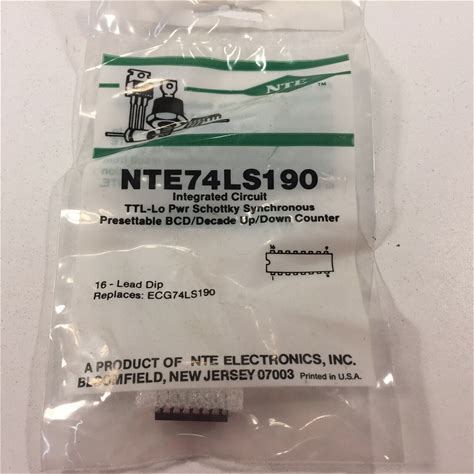 NTE TM
NTE74LS190
Integrated Circuit
TTL-Lo Pwr Schottky Synchronous
Presettable BCD/Decade Up/Down Counter
16 - Lead Dip
Replaces: ECG74LS190
A PRODUCT OF NTE ELECTRONICS, INC.
BLOOMFIELD, NEW JERSEY 07003 Printed in U.S.A.